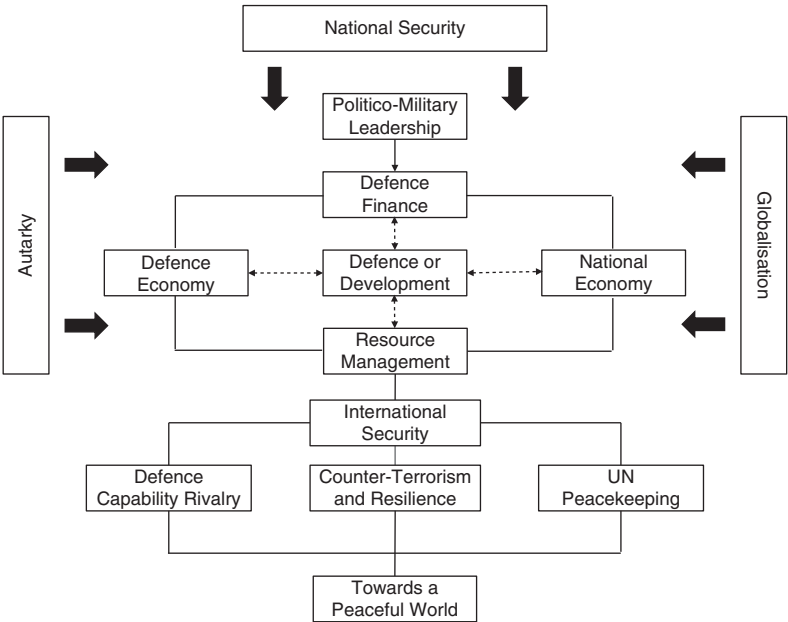 National Security
Politico-Military
Leadership
Autarky
Globalisation
Defence
Finance
Defence
Economy
Defence or
Development
National
Economy
Resource
Management
International
Security
Defence
Capability Rivalry
Counter-Terrorism
and Resilience
UN
Peacekeeping
Towards a
Peaceful World